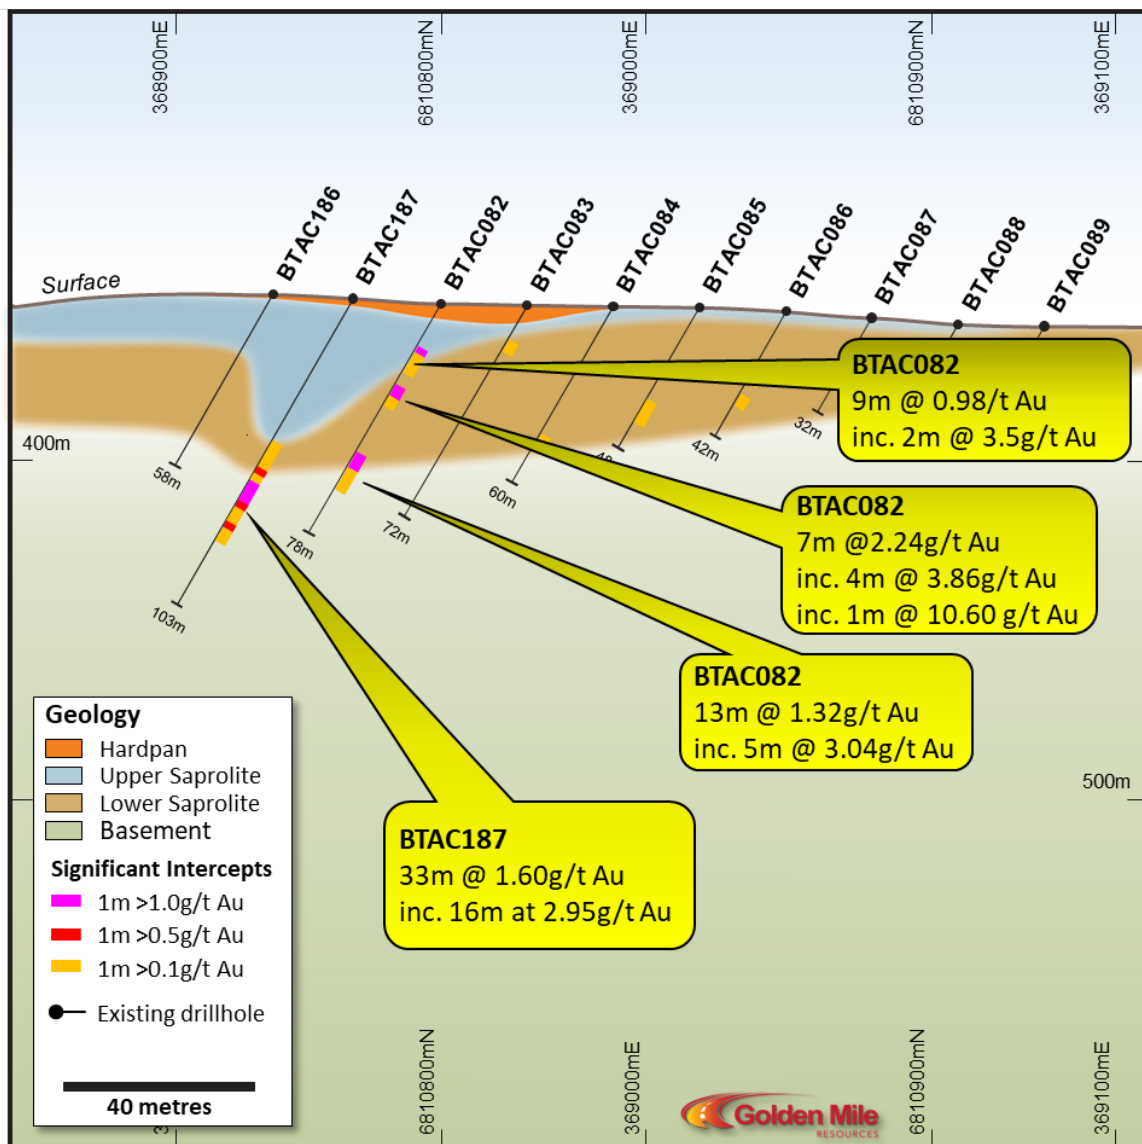 368900mE
6810800mN
369000mE
6810900mN
369100mE
BTAC186
BTAC187
BTAC082
BTAC083
BTAC084
BTAC085
BTAC086
BTAC087
BTAC088
BTAC089
Surface
BTAC082
9m @ 0.98/t Au
inc. 2m @ 3.5g/t Au
400m
58m
103m
78m
72m
60m
42m
32m
BTAC082
7m @2.24g/t Au
inc. 4m @ 3.86g/t Au
inc. 1m @ 10.60 g/t Au
BTAC082
13m @ 1.32g/t Au
inc. 5m @ 3.04g/t Au
500m
BTAC187
33m @ 1.60g/t Au
inc. 16m at 2.95g/t Au
Geology
Hardpan
Upper Saprolite
Lower Saprolite
Basement
Significant Intercepts
1m >1.0g/t Au
1m >0.5g/t Au
1m >0.1g/t Au
Existing drillhole
40 metres
6810800mN
369000mE
6810900mN
369100mE
Golden Mile
RESOURCES